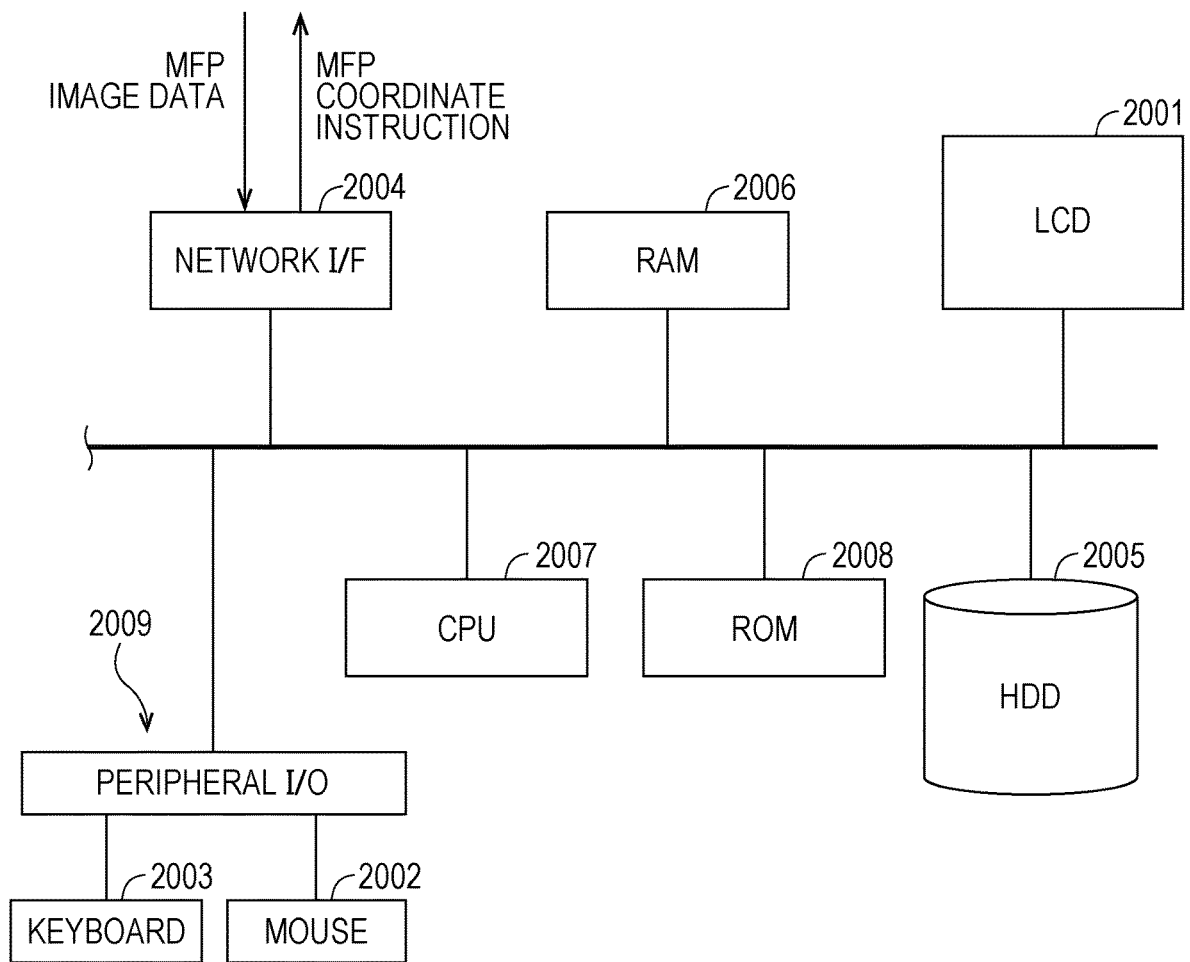 MFP
IMAGE DATA
MFP
COORDINATE
INSTRUCTION
2004
NETWORK I/F
2006
RAM
2001
LCD
2007
CPU
2008
ROM
2005
HDD
2009
PERIPHERAL I/O
2003
KEYBOARD
2002
MOUSE